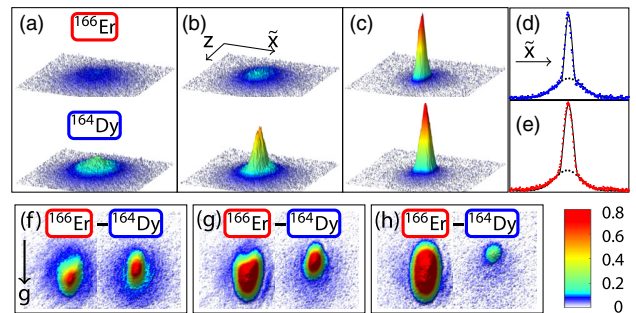 (a) (b) (c) (d)
¹⁶⁶Er
z x̃
x̃
(e)
¹⁶⁴Dy
(f) ¹⁶⁶Er – ¹⁶⁴Dy (g) ¹⁶⁶Er – ¹⁶⁴Dy (h) ¹⁶⁶Er – ¹⁶⁴Dy
g
0.8
0.6
0.4
0.2
0